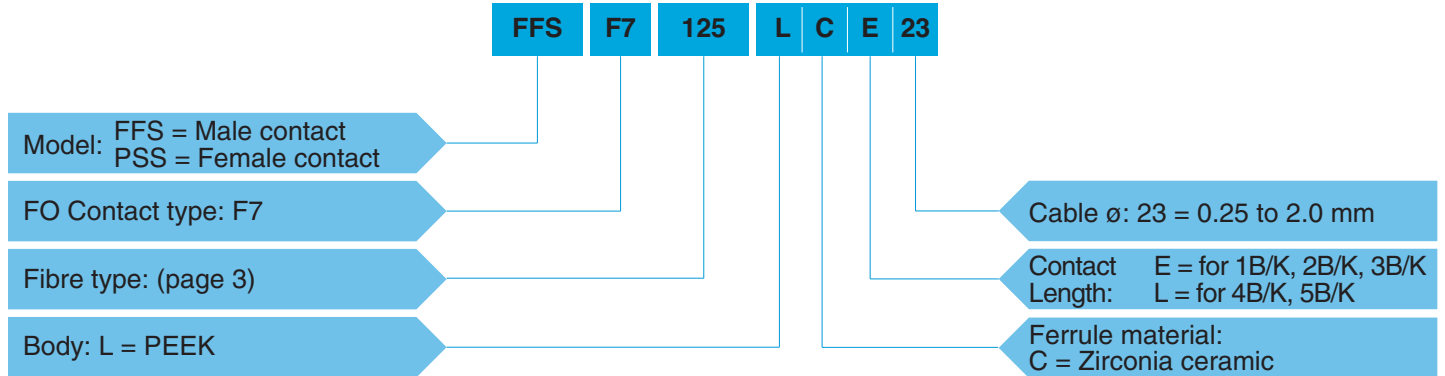 FFS F7 125 L C E 23
Model: FFS = Male contact
PSS = Female contact
FO Contact type: F7
Fibre type: (page 3)
Body: L = PEEK
Cable ø: 23 = 0.25 to 2.0 mm
Contact E = for 1B/K, 2B/K, 3B/K
Length: L = for 4B/K, 5B/K
Ferrule material:
C = Zirconia ceramic